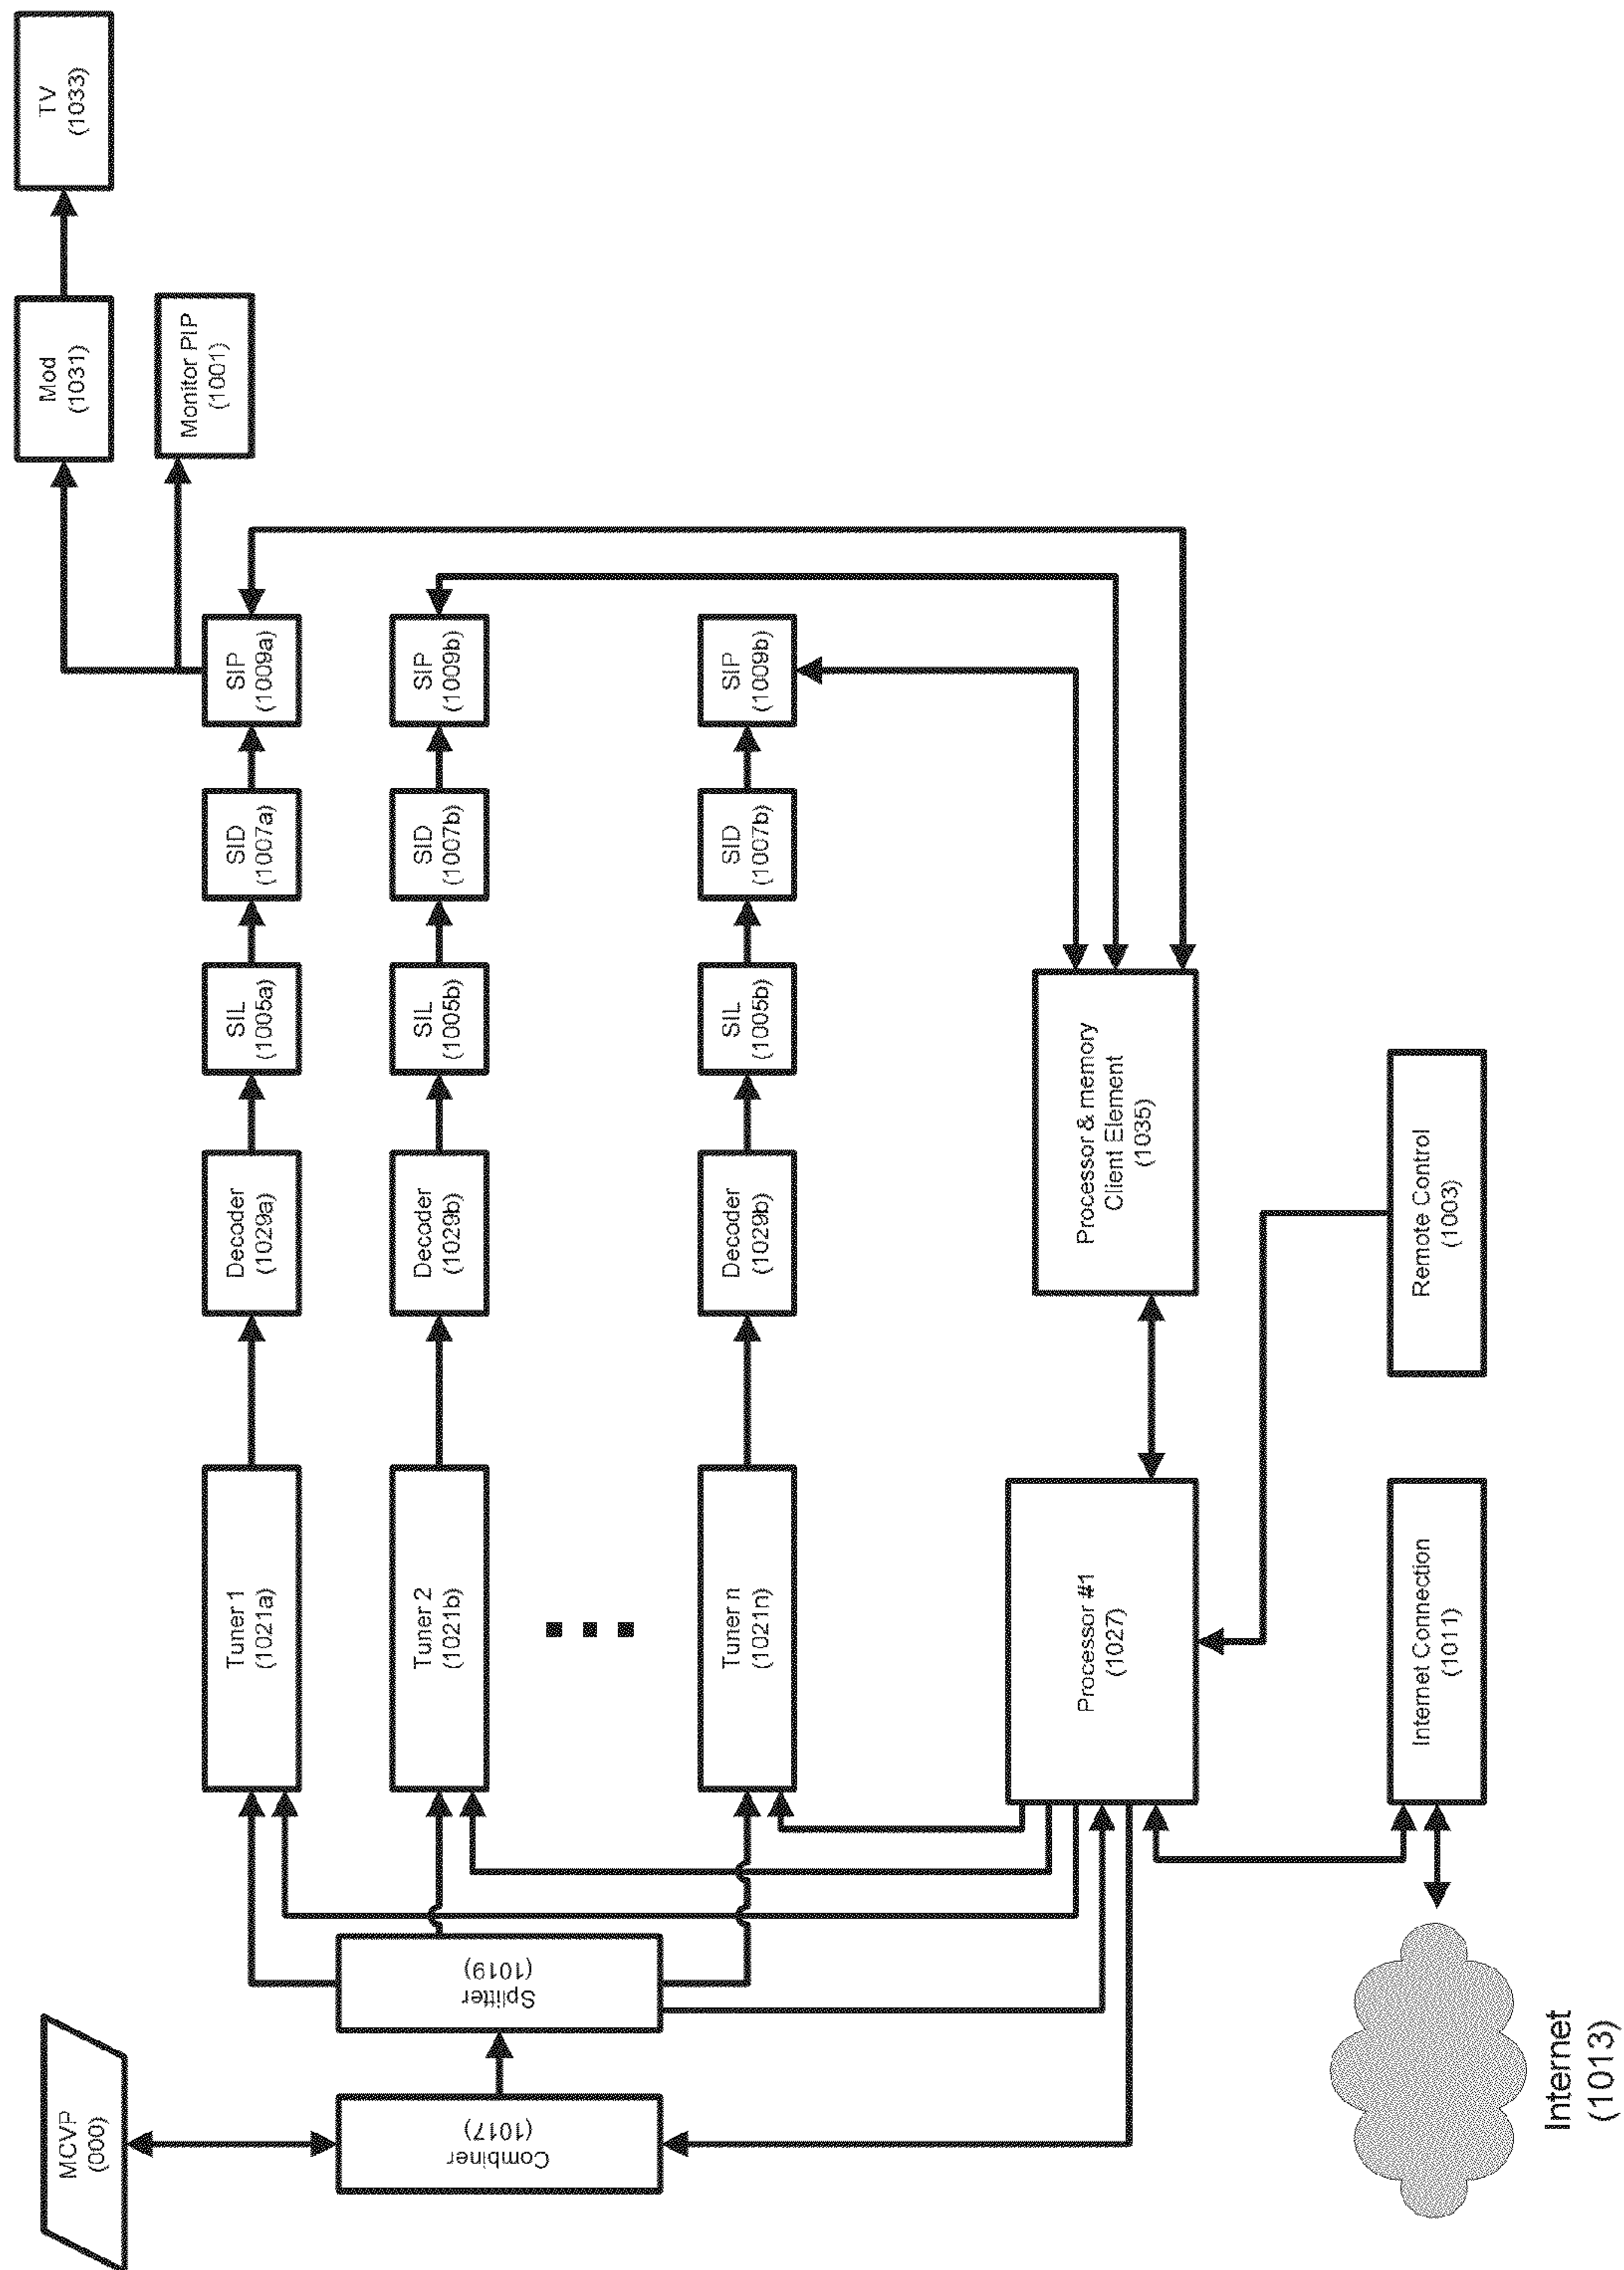 TV
(1033)
Mod
(1031)
Monitor PIP
(1001)
SIP
(1009a)
SIP
(1009b)
SIP
(1009b)
SID
(1007a)
SID
(1007b)
SID
(1007b)
SIL
(1005a)
SIL
(1005b)
SIL
(1005b)
Decoder
(1029a)
Decoder
(1029b)
Decoder
(1029b)
Processor & memory
Client Element
(1035)
Remote Control
(1003)
Tuner 1
(1021a)
Tuner 2
(1021b)
Tuner n
(1021n)
Processor #1
(1027)
Internet Connection
(1011)
Splitter
(1019)
Combiner
(1017)
MCVP
(000)
Internet
(1013)